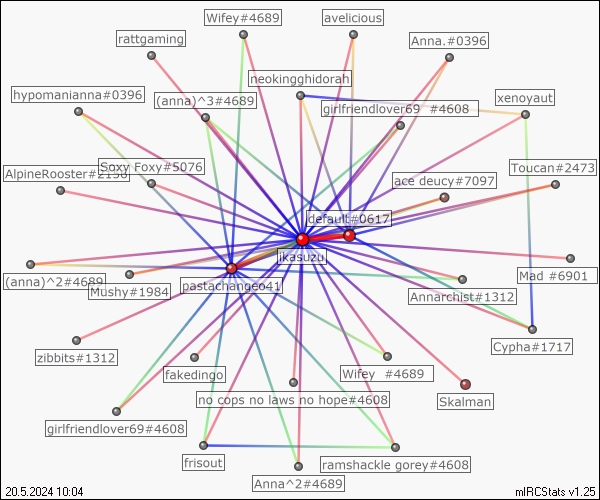 Wifey#4689
avelicious
rattgaming
Anna.#0396
neokingghidorah
hypomanianna#0396
(anna)^3#4689
girlfriendlover69 #4608
xenoyaut
AlpineRooster#2138
Soxy Foxy#5076
Toucan#2473
ace deucy#7097
default#0617
ikasuzu
(anna)^2#4689
Mushy#1984
pastachangeo41
Annarchist#1312
Mad #6901
Cypha#1717
zibbits#1312
fakedingo
Wifey #4689
no cops no laws no hope#4608
Skalman
girlfriendlover69#4608
frisout
ramshackle gorey#4608
Anna^2#4689
20.5.2024 10:04
mIRCStats v1.25